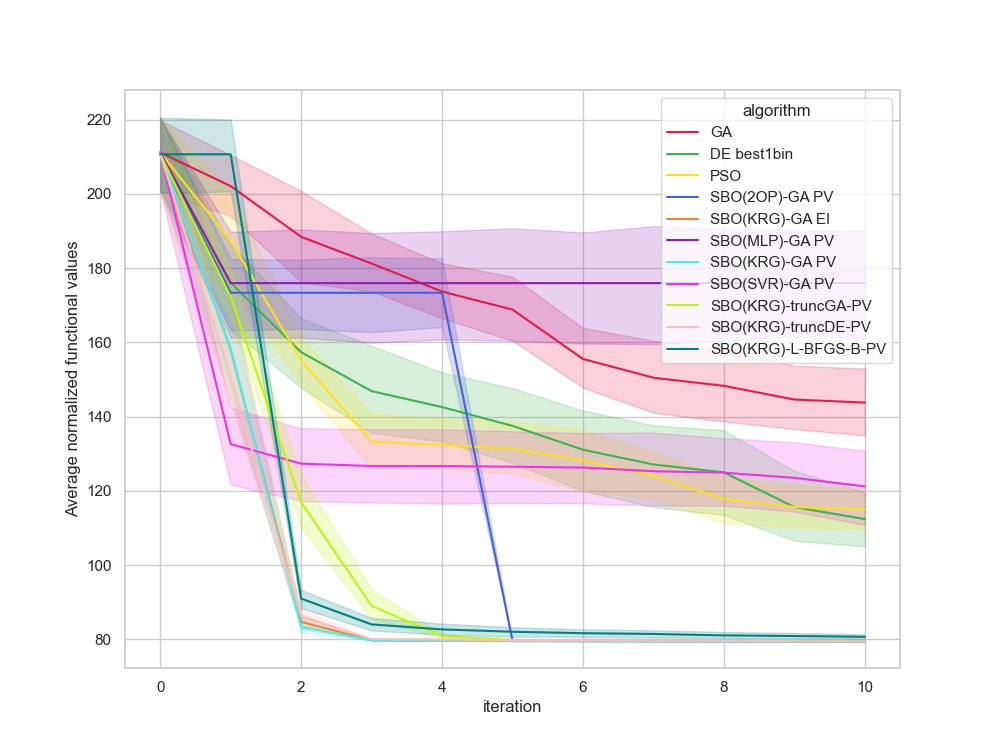 algorithm
GA
DE best1bin
PSO
SBO(2OP)-GA PV
SBO(KRG)-GA EI
SBO(MLP)-GA PV
SBO(KRG)-GA PV
SBO(SVR)-GA PV
SBO(KRG)-truncGA-PV
SBO(KRG)-truncDE-PV
SBO(KRG)-L-BFGS-B-PV
Average normalized functional values
220
200
180
160
140
120
100
80
0 2 4 6 8 10
iteration